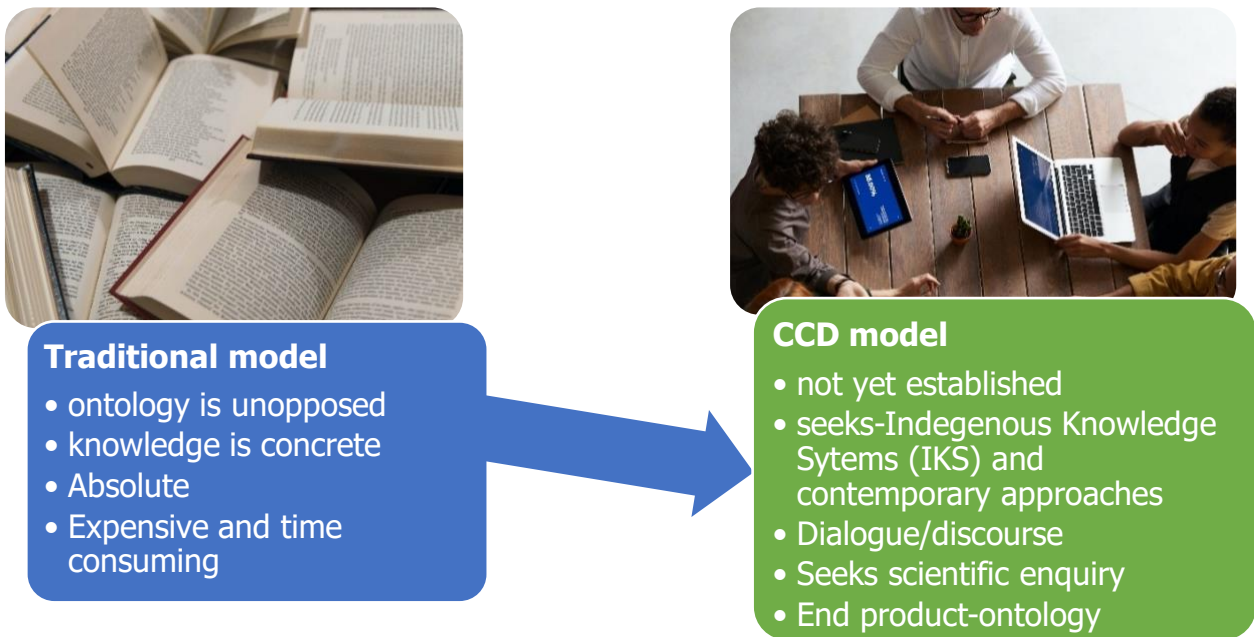 Traditional model
• ontology is unopposed
• knowledge is concrete
• Absolute
• Expensive and time
consuming
CCD model
• not yet established
• seeks-Indegenous Knowledge
Sytems (IKS) and
contemporary approaches
• Dialogue/discourse
• Seeks scientific enquiry
• End product-ontology